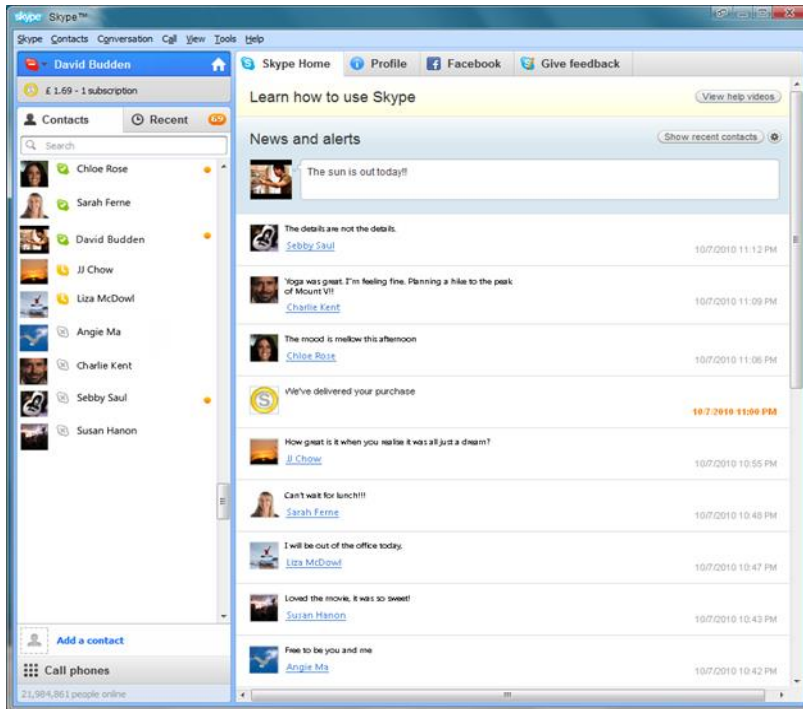 skype Skype™
Skype Contacts Conversation Call View Tools Help
David Budden
£ 1.69 - 1 subscription
Contacts Recent 69
Search
Chloe Rose
Sarah Ferne
David Budden
JJ Chow
Liza McDowl
Angie Ma
Charlie Kent
Sebby Saul
Susan Hanon
Add a contact
Call phones
21,984,861 people online
Skype Home Profile Facebook Give feedback
Learn how to use Skype View help videos
News and alerts Show recent contacts
The sun is out today!!
The details are not the details.
Sebby Saul 10/7/2010 11:12 PM
Yoga was great. I'm feeling fine. Planning a hike to the peak
of Mount V!!
Charlie Kent 10/7/2010 11:09 PM
The mood is mellow this afternoon
Chloe Rose 10/7/2010 11:06 PM
We've delivered your purchase
10/7/2010 11:00 PM
How great is it when you realise it was all just a dream?
JJ Chow 10/7/2010 10:55 PM
Can't wait for lunch!!!
Sarah Ferne 10/7/2010 10:48 PM
I will be out of the office today,
Liza McDowl 10/7/2010 10:47 PM
Loved the movie, it was so sweet!
Susan Hanon 10/7/2010 10:43 PM
Free to be you and me
Angie Ma 10/7/2010 10:42 PM